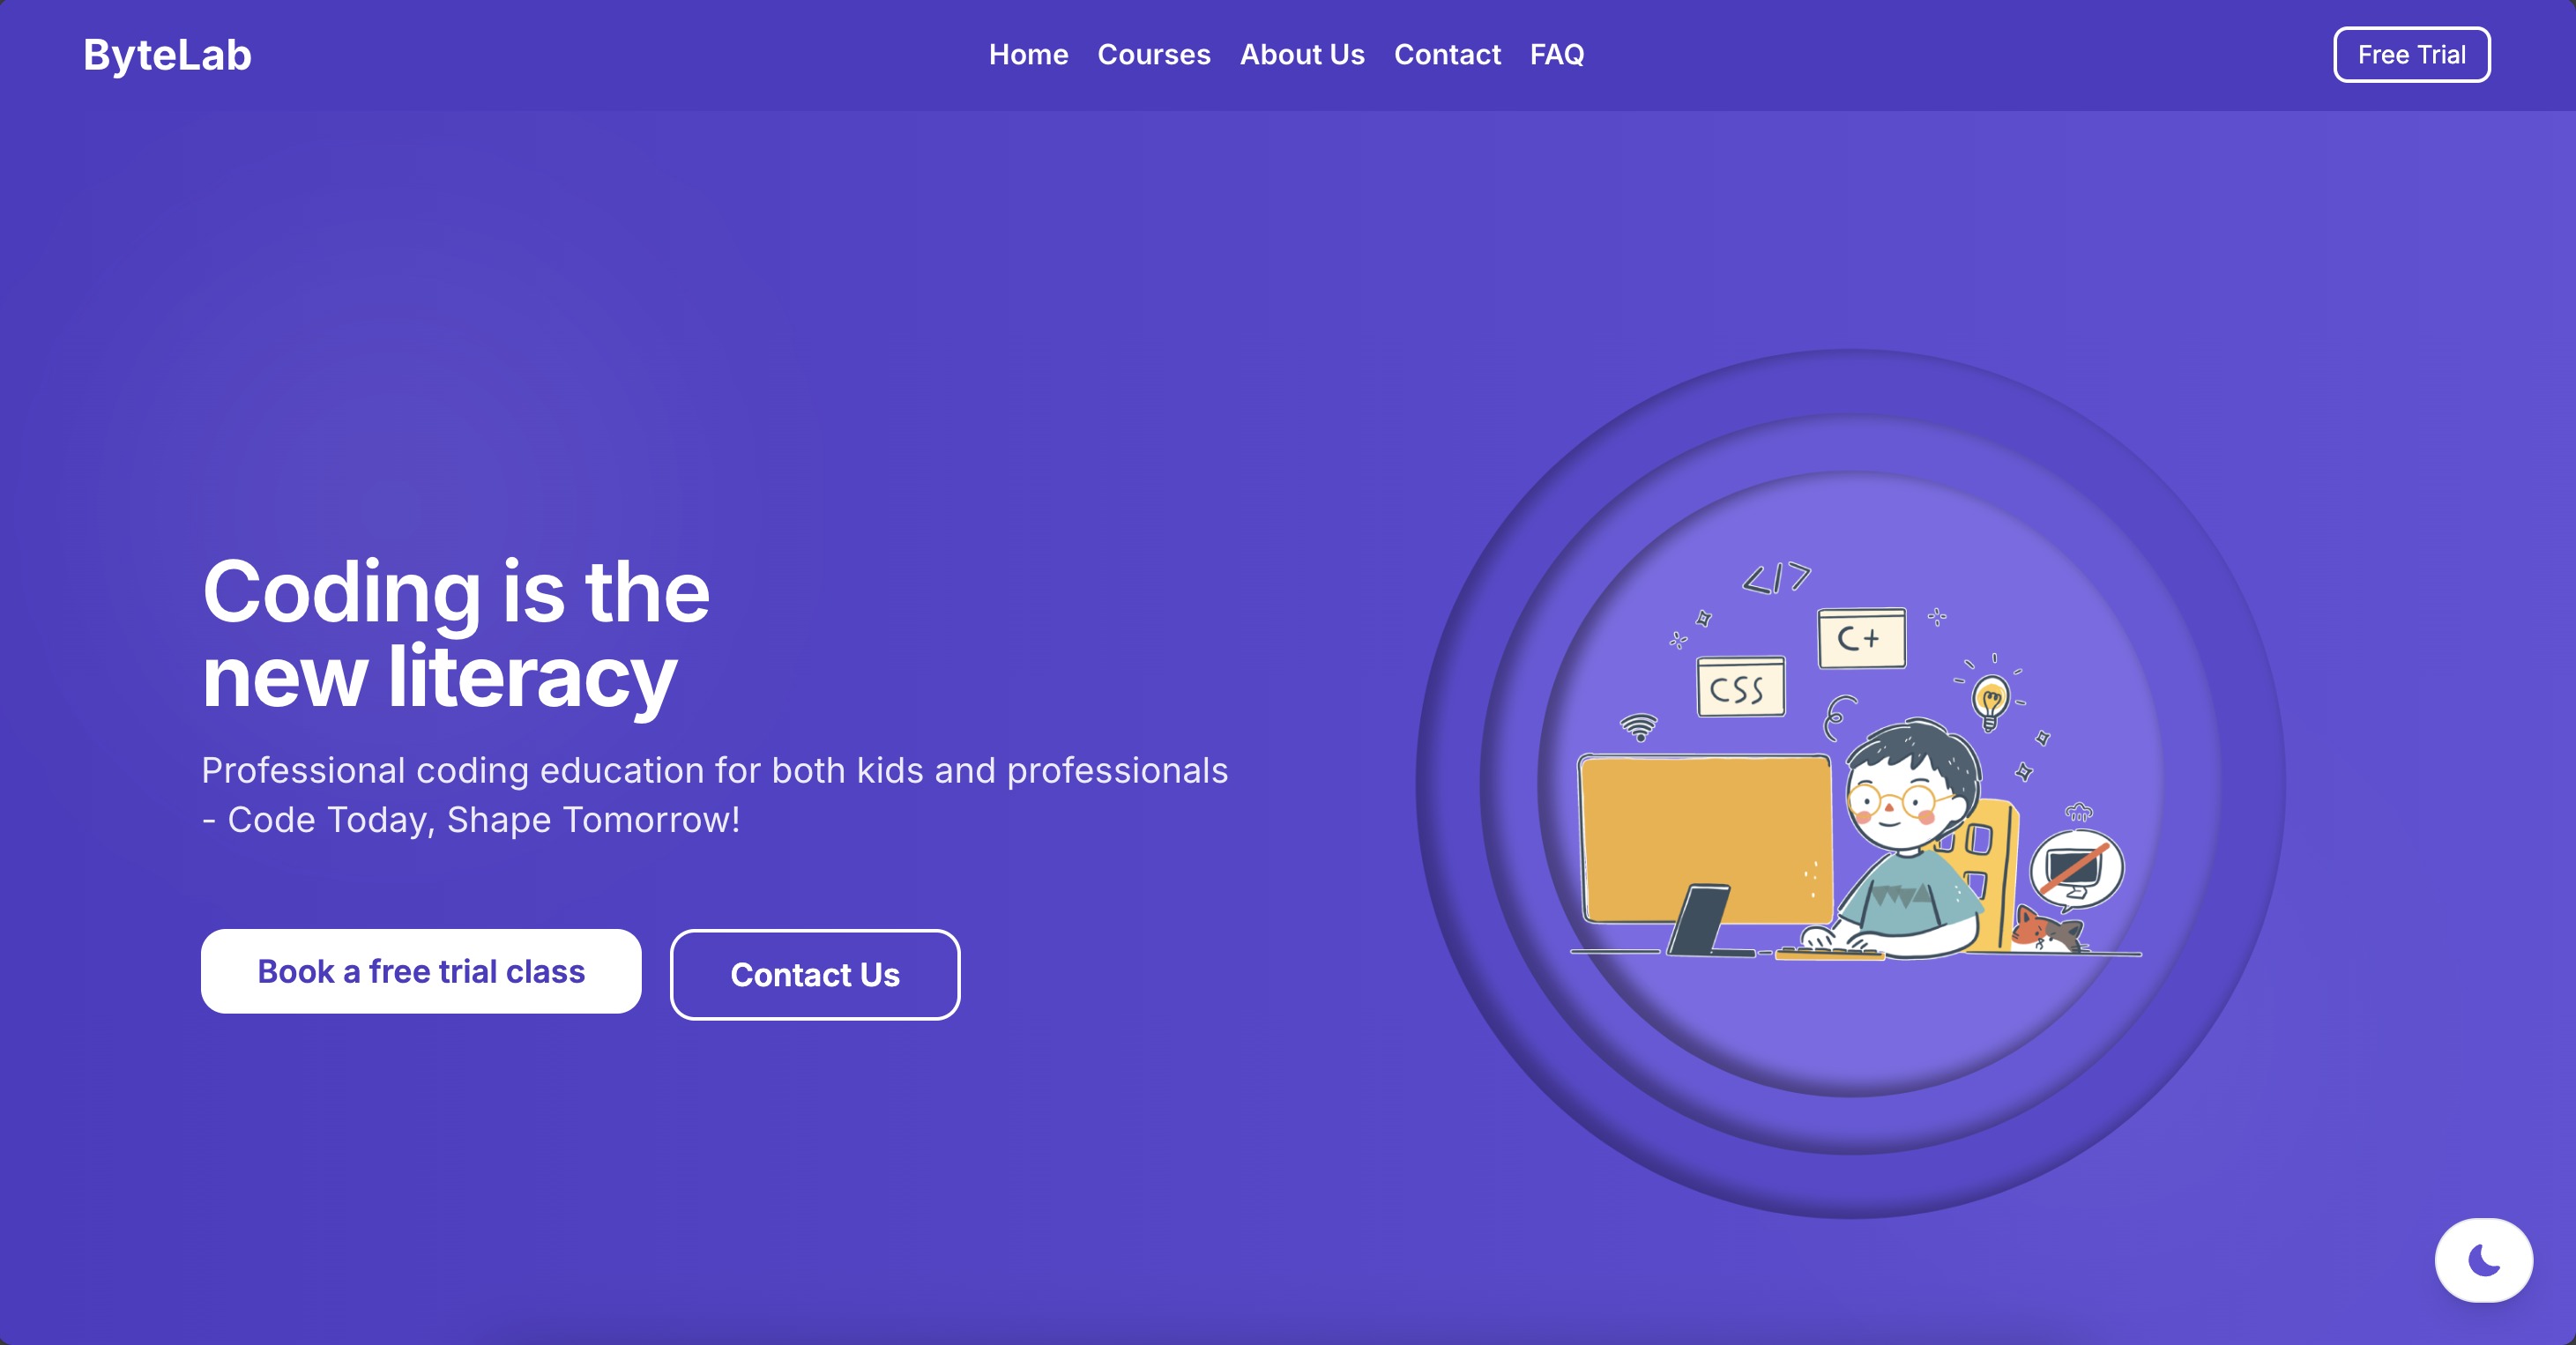 ByteLab
Home Courses About Us Contact FAQ
Free Trial
Coding is the
new literacy
Professional coding education for both kids and professionals
- Code Today, Shape Tomorrow!
Book a free trial class
Contact Us
</>
C+
CSS